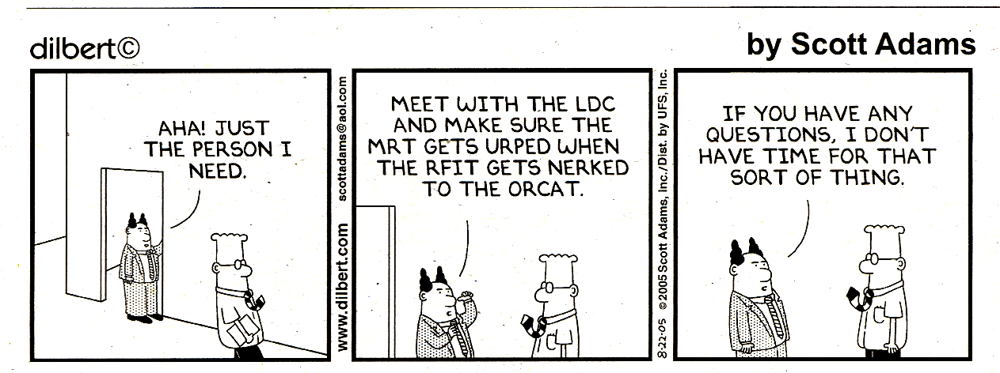 dilbert©
by Scott Adams
AHA! JUST
THE PERSON I
NEED.
www.dilbert.com scottadams@aol.com
MEET WITH THE LDC
AND MAKE SURE THE
MRT GETS URPED WHEN
THE RFIT GETS NERKED
TO THE ORCAT.
8-22-05 ©2005 Scott Adams, Inc./Dist. by UFS, Inc.
IF YOU HAVE ANY
QUESTIONS, I DON'T
HAVE TIME FOR THAT
SORT OF THING.